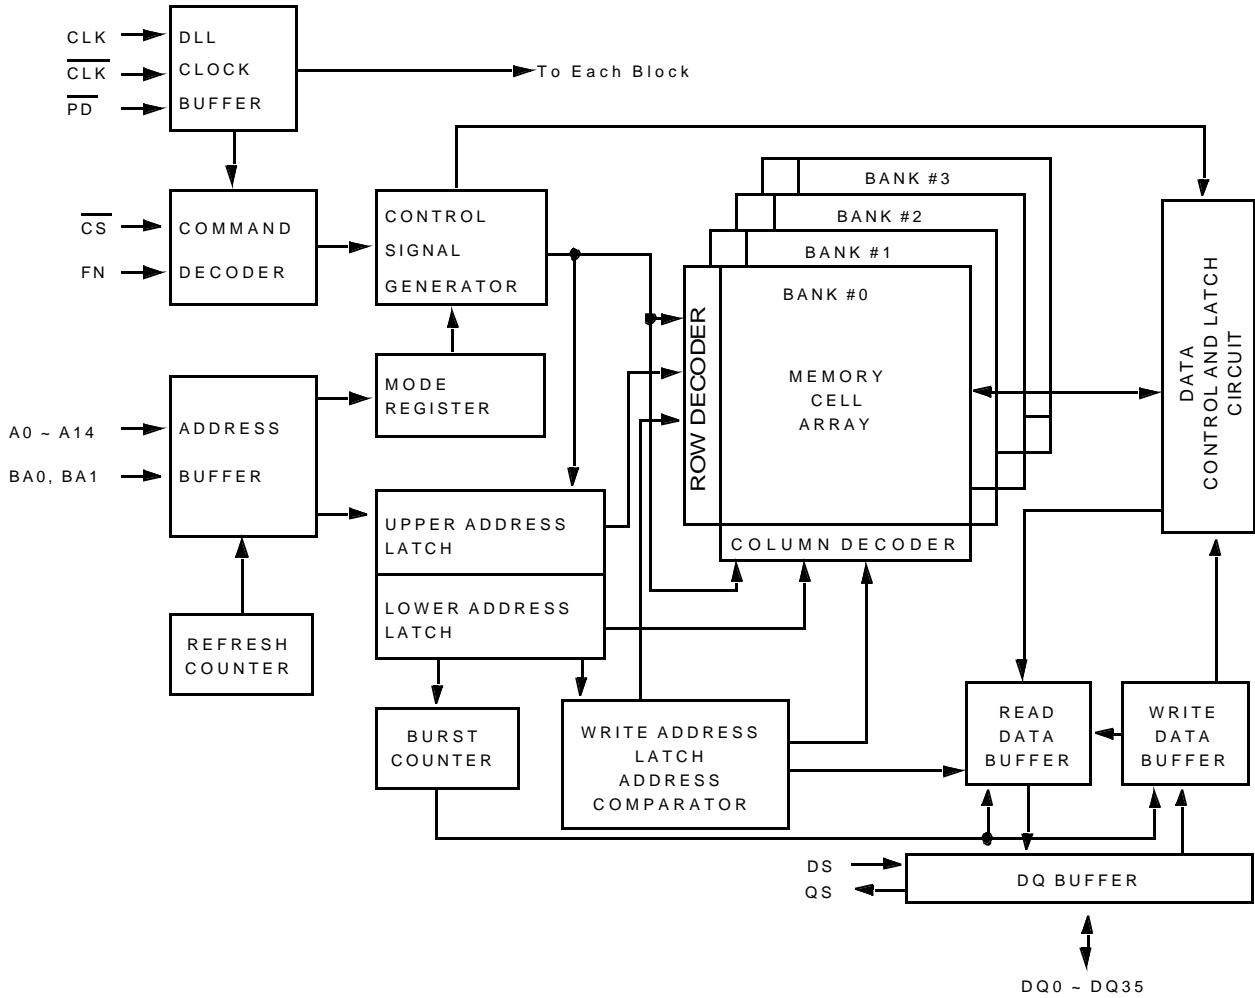 CLK
DLL
CLK
CLOCK
To Each Block
PD
BUFFER
BANK #3
BANK #2
BANK #1
BANK #0
CS
COMMAND
FN
DECODER
CONTROL
SIGNAL
GENERATOR
MODE
REGISTER
ROW DECODER
MEMORY
CELL
ARRAY
DATA
CONTROL AND LATCH
CIRCUIT
A0 ~ A14
ADDRESS
BA0, BA1
BUFFER
UPPER ADDRESS
LATCH
COLUMN DECODER
LOWER ADDRESS
LATCH
REFRESH
COUNTER
BURST
COUNTER
WRITE ADDRESS
LATCH
ADDRESS
COMPARATOR
READ
DATA
BUFFER
WRITE
DATA
BUFFER
DS
QS
DQ BUFFER
DQ0 ~ DQ35